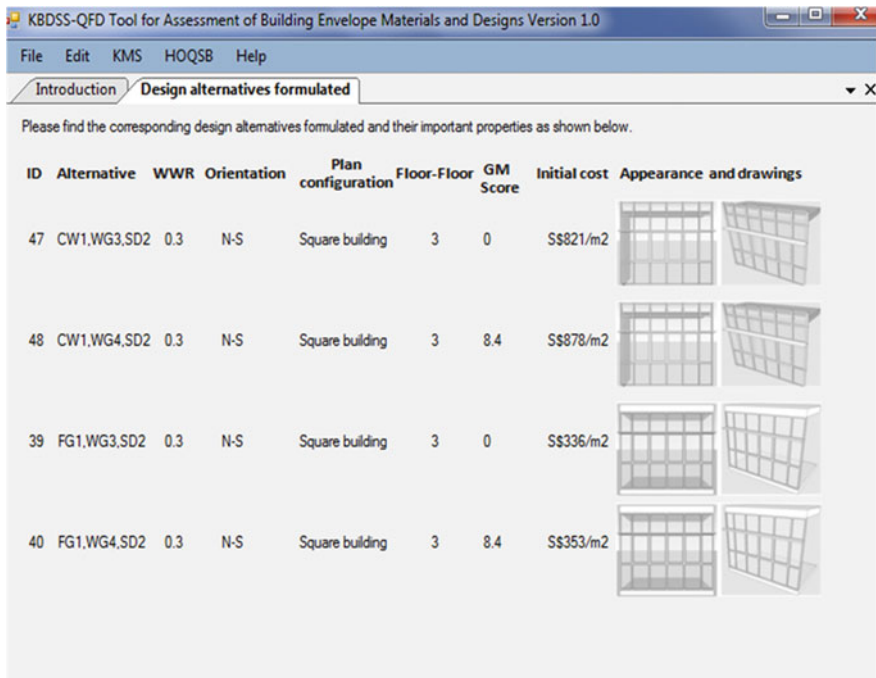 KBDSS-QFD Tool for Assessment of Building Envelope Materials and Designs Version 1.0
File Edit KMS HOQSB Help
Introduction Design alternatives formulated
Please find the corresponding design alternatives formulated and their important properties as shown below.
ID Alternative WWR Orientation Plan configuration Floor-Floor GM Score Initial cost Appearance and drawings
47 CW1,WG3,SD2 0.3 N-S Square building 3 0 S$821/m2
48 CW1,WG4,SD2 0.3 N-S Square building 3 8.4 S$878/m2
39 FG1,WG3,SD2 0.3 N-S Square building 3 0 S$336/m2
40 FG1,WG4,SD2 0.3 N-S Square building 3 8.4 S$353/m2